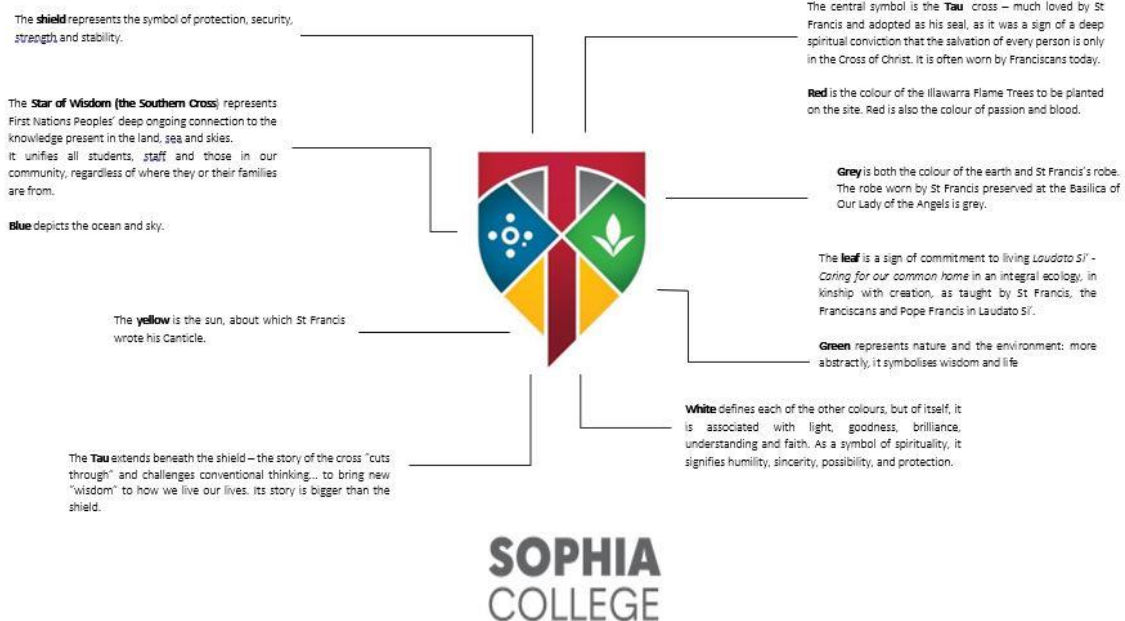 The shield represents the symbol of protection, security,
strength and stability.
The Star of Wisdom (the Southern Cross) represents
First Nations Peoples' deep ongoing connection to the
knowledge present in the land, sea and skies.
It unifies all students, staff and those in our
community, regardless of where they or their families
are from.
Blue depicts the ocean and sky.
The yellow is the sun, about which St Francis
wrote his Canticle.
The Tau extends beneath the shield – the story of the cross "cuts
through" and challenges conventional thinking... to bring new
"wisdom" to how we live our lives. Its story is bigger than the
shield.
The central symbol is the Tau cross – much loved by St
Francis and adopted as his seal, as it was a sign of a deep
spiritual conviction that the salvation of every person is only
in the Cross of Christ. It is often worn by Franciscans today.
Red is the colour of the Illawarra Flame Trees to be planted
on the site. Red is also the colour of passion and blood.
Grey is both the colour of the earth and St Francis's robe.
The robe worn by St Francis preserved at the Basilica of
Our Lady of the Angels is grey.
The leaf is a sign of commitment to living Laudato Si' -
Caring for our common home in an integral ecology, in
kinship with creation, as taught by St Francis, the
Franciscans and Pope Francis in Laudato Si'.
Green represents nature and the environment: more
abstractly, it symbolises wisdom and life
White defines each of the other colours, but of itself, it
is associated with light, goodness, brilliance,
understanding and faith. As a symbol of spirituality, it
signifies humility, sincerity, possibility, and protection.
SOPHIA
COLLEGE